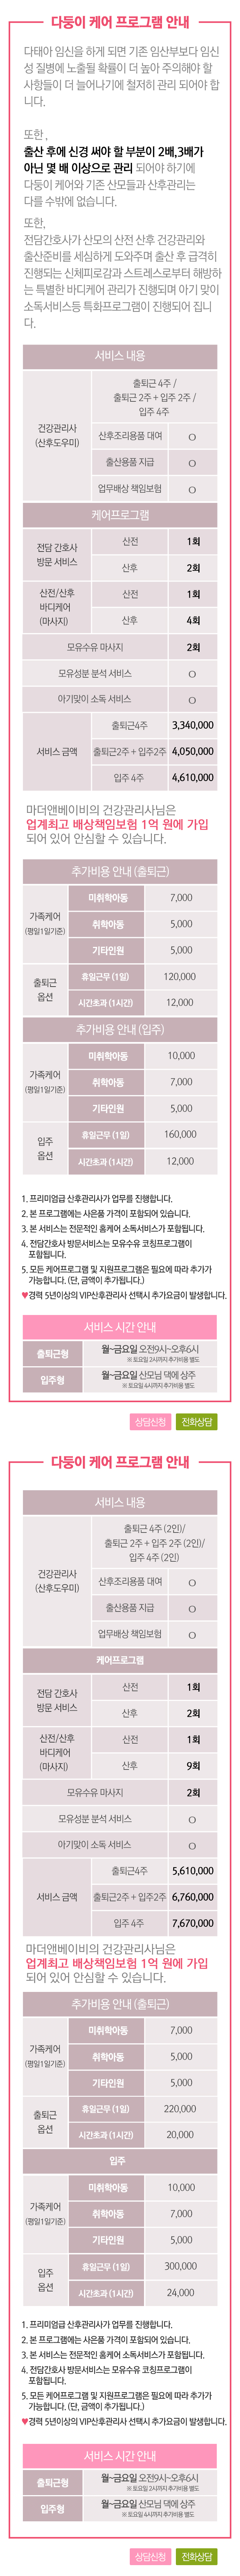 다둥이 케어 프로그램 안내
다태아 임신을 하게 되면 기존 임산부보다 임신
성 질병에 노출될 확률이 더 높아 주의해야 할
사항들이 더 늘어나기에 철저히 관리 되어야 합
니다.
또한 ,
출산 후에 신경 써야 할 부분이 2배,3배가
아닌 몇 배 이상으로 관리 되어야 하기에
다둥이 케어와 기존 산모들과 산후관리는
다를 수밖에 없습니다.
또한,
전담간호사가 산모의 산전 산후 건강관리와
출산준비를 세심하게 도와주며 출산 후 급격히
진행되는 신체피로감과 스트레스로부터 해방하
는 특별한 바디케어 관리가 진행되며 아기 맞이
소독서비스등 특화프로그램이 진행되어 집니
다.
서비스 내용
건강관리사
(산후도우미)
출퇴근 4주 /
출퇴근 2주 + 입주 2주 /
입주 4주
산후조리용품 대여 O
출산용품 지급 O
업무배상 책임보험 O
케어프로그램
전담 간호사
방문 서비스
산전 1회
산후 2회
산전/산후
바디케어
(마사지)
산전 1회
산후 4회
모유수유 마사지 2회
모유성분 분석 서비스 O
아기맞이 소독 서비스 O
서비스 금액
출퇴근4주 3,340,000
출퇴근2주 + 입주2주 4,050,000
입주 4주 4,610,000
마더앤베이비의 건강관리사님은
업계최고 배상책임보험 1억 원에 가입
되어 있어 안심할 수 있습니다.
추가비용 안내 (출퇴근)
가족케어
(평일1일기준)
미취학아동 7,000
취학아동 5,000
기타인원 5,000
출퇴근
옵션
휴일근무 (1일) 120,000
시간초과 (1시간) 12,000
추가비용 안내 (입주)
가족케어
(평일1일기준)
미취학아동 10,000
취학아동 7,000
기타인원 5,000
입주
옵션
휴일근무 (1일) 160,000
시간초과 (1시간) 12,000
1. 프리미엄급 산후관리사가 업무를 진행합니다.
2. 본 프로그램에는 사은품 가격이 포함되어 있습니다.
3. 본 서비스는 전문적인 홈케어 소독서비스가 포함됩니다.
4. 전담간호사 방문서비스는 모유수유 코칭프로그램이
포함됩니다.
5. 모든 케어프로그램 및 지원프로그램은 필요에 따라 추가가
가능합니다. (단, 금액이 추가됩니다.)
♥경력 5년이상의 VIP산후관리사 선택시 추가요금이 발생합니다.
서비스 시간 안내
출퇴근형
월~금요일 오전9시~오후6시
※ 토요일 2시까지 추가비용 별도
입주형
월~금요일 산모님 댁에 상주
※ 토요일 4시까지 추가비용 별도
상담신청 전화상담
다둥이 케어 프로그램 안내
서비스 내용
건강관리사
(산후도우미)
출퇴근 4주 (2인)/
출퇴근 2주 + 입주 2주 (2인)/
입주 4주 (2인)
산후조리용품 대여 O
출산용품 지급 O
업무배상 책임보험 O
케어프로그램
전담 간호사
방문 서비스
산전 1회
산후 2회
산전/산후
바디케어
(마사지)
산전 1회
산후 9회
모유수유 마사지 2회
모유성분 분석 서비스 O
아기맞이 소독 서비스 O
서비스 금액
출퇴근4주 5,610,000
출퇴근2주 + 입주2주 6,760,000
입주 4주 7,670,000
마더앤베이비의 건강관리사님은
업계최고 배상책임보험 1억 원에 가입
되어 있어 안심할 수 있습니다.
추가비용 안내 (출퇴근)
가족케어
(평일1일기준)
미취학아동 7,000
취학아동 5,000
기타인원 5,000
출퇴근
옵션
휴일근무 (1일) 220,000
시간초과 (1시간) 20,000
입주
가족케어
(평일1일기준)
미취학아동 10,000
취학아동 7,000
기타인원 5,000
입주
옵션
휴일근무 (1일) 300,000
시간초과 (1시간) 24,000
1. 프리미엄급 산후관리사가 업무를 진행합니다.
2. 본 프로그램에는 사은품 가격이 포함되어 있습니다.
3. 본 서비스는 전문적인 홈케어 소독서비스가 포함됩니다.
4. 전담간호사 방문서비스는 모유수유 코칭프로그램이
포함됩니다.
5. 모든 케어프로그램 및 지원프로그램은 필요에 따라 추가가
가능합니다. (단, 금액이 추가됩니다.)
♥경력 5년이상의 VIP산후관리사 선택시 추가요금이 발생합니다.
서비스 시간 안내
출퇴근형
월~금요일 오전9시~오후6시
※ 토요일 2시까지 추가비용 별도
입주형
월~금요일 산모님 댁에 상주
※ 토요일 4시까지 추가비용 별도
상담신청 전화상담